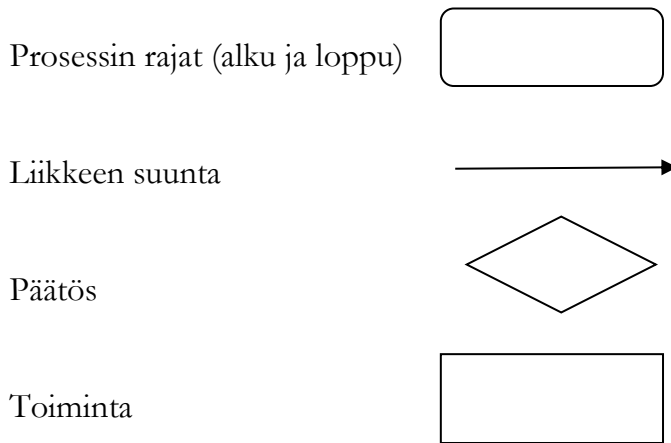 Prosessin rajat (alku ja loppu)
Liikkeen suunta
Päätös
Toiminta